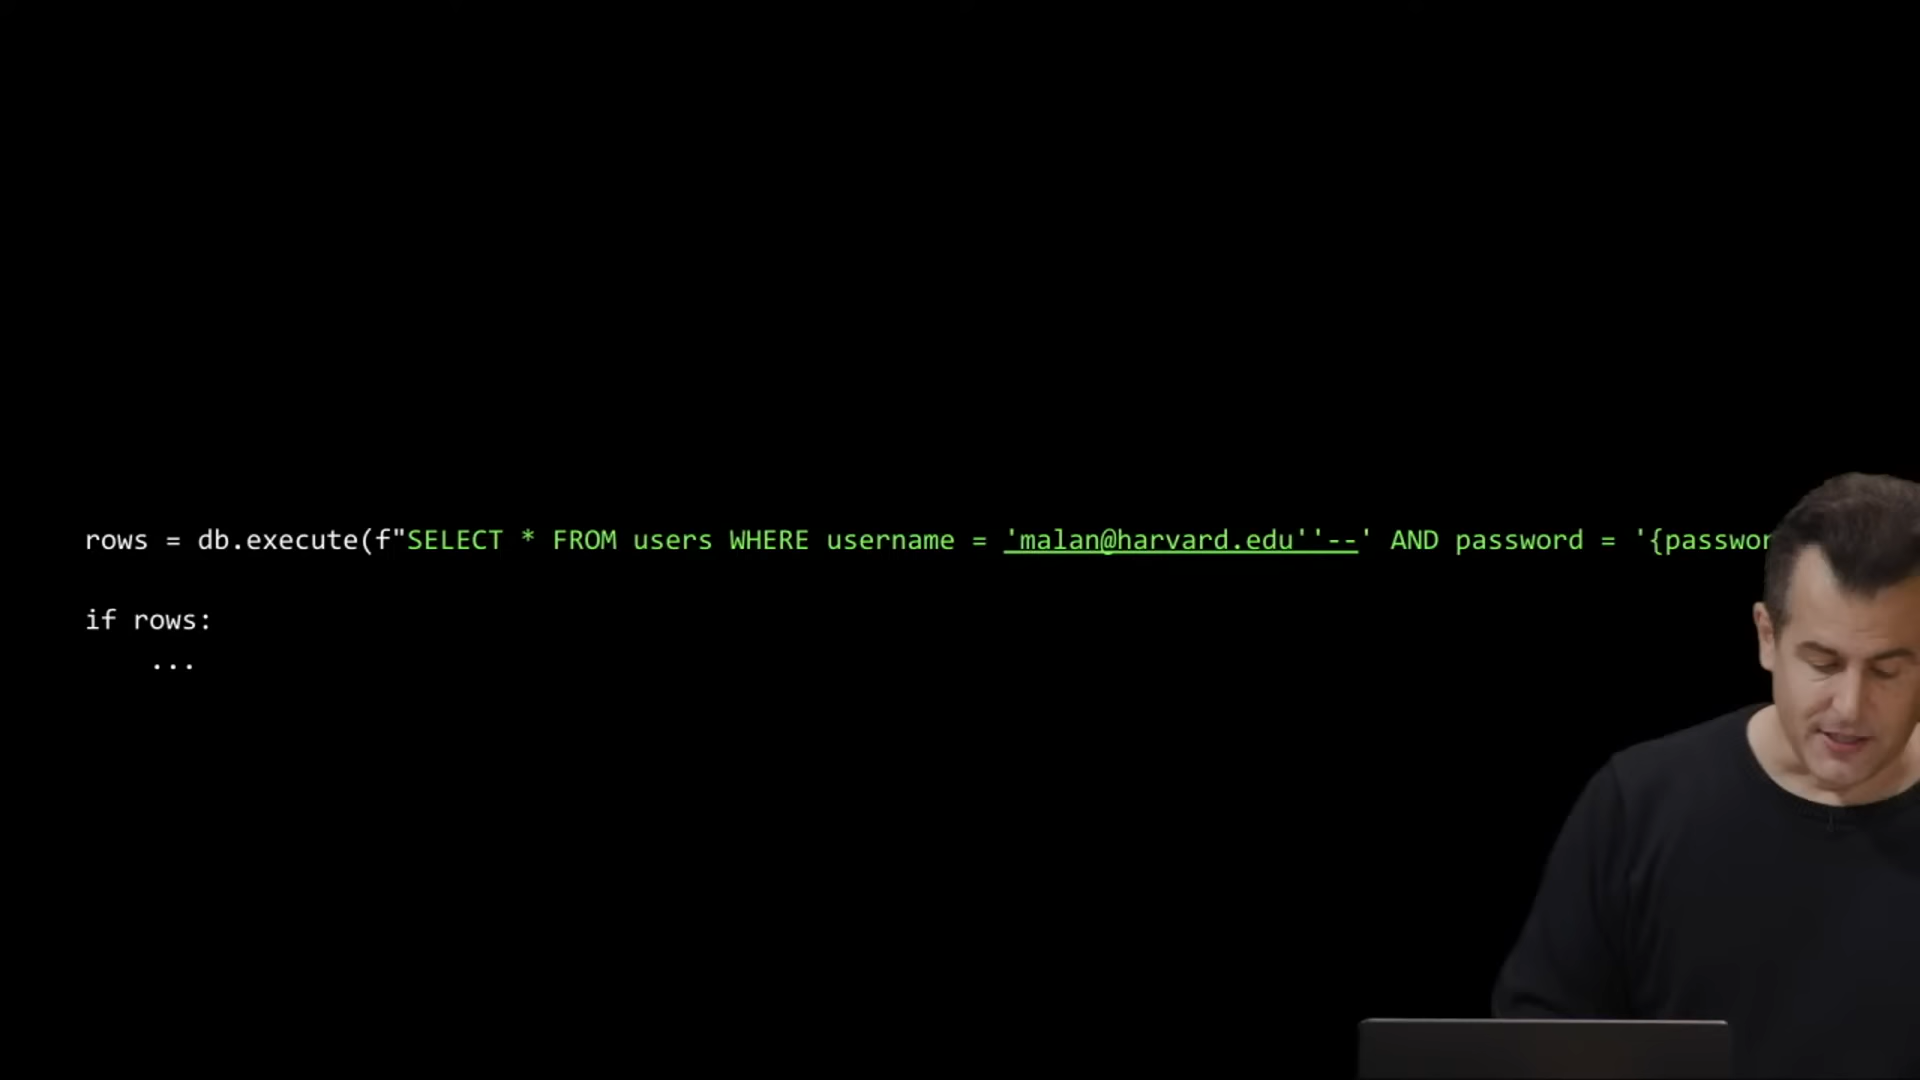 rows = db.execute(f"SELECT * FROM users WHERE username = 'malan@harvard.edu''--' AND password = '{passwor
if rows:
...